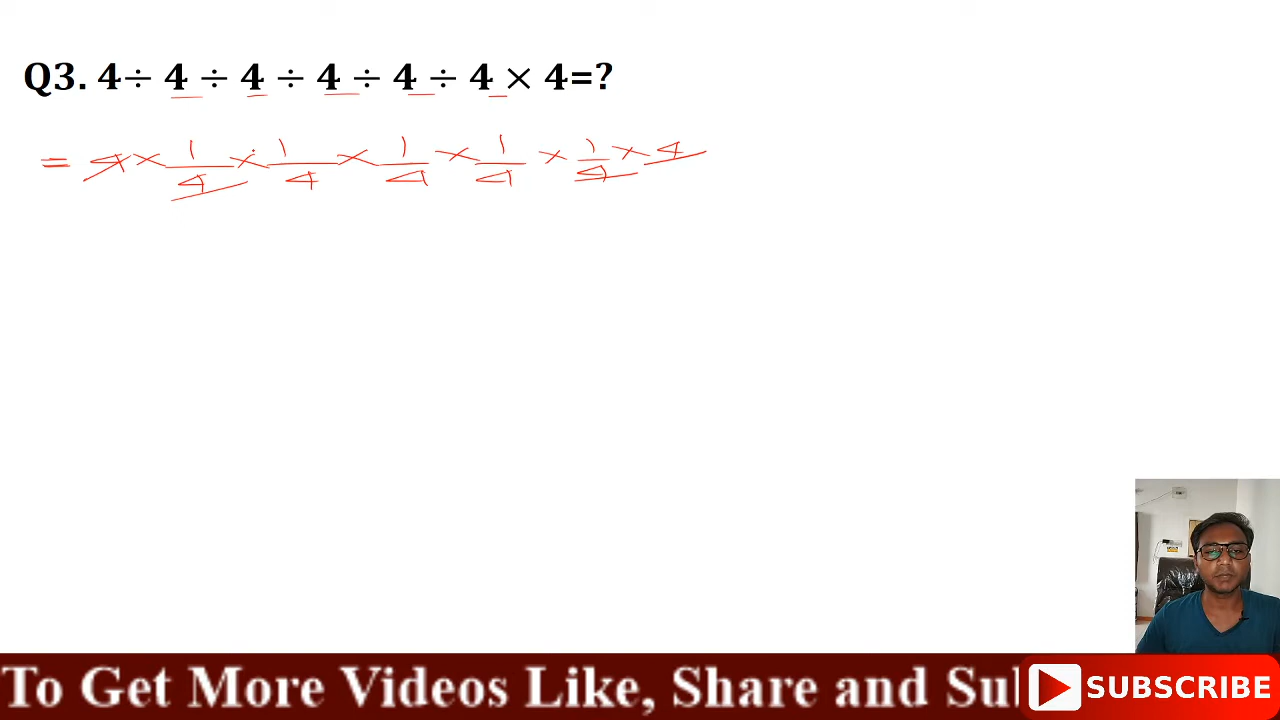 Q3. 4÷ 4 ÷ 4 ÷ 4 ÷ 4 ÷ 4 × 4=?
= 4 × 1/4 × 1/4 × 1/4 × 1/4 × 1/4 × 4
To Get More Videos Like, Share and Su
SUBSCRIBE